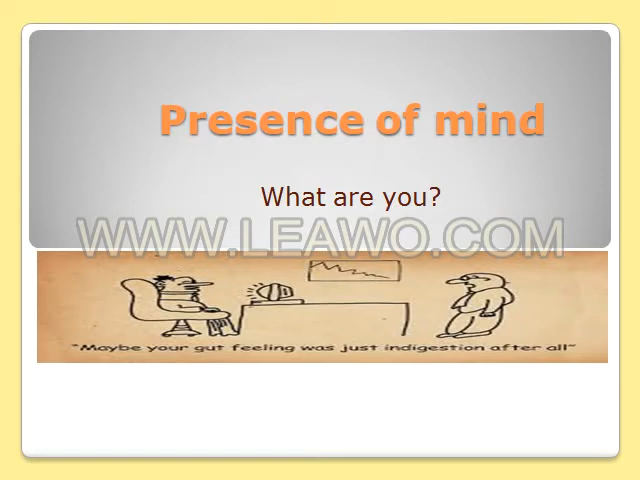 Presence of mind
What are you?
WWW.LEAWO.COM
"Maybe your gut feeling was just indigestion after all"